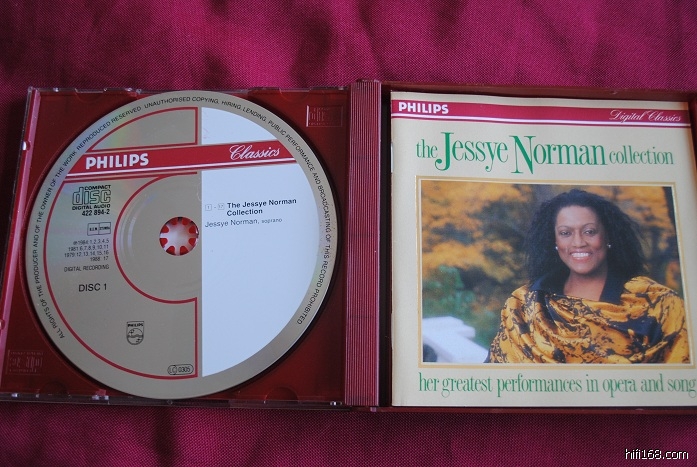 ALL RIGHTS OF THE PRODUCER AND OF THE OWNER OF THE WORK REPRODUCED RESERVED. UNAUTHORISED COPYING, HIRING, LENDING, PUBLIC PERFORMANCE AND BROADCASTING OF THIS RECORD PROHIBITED
PHILIPS Classics
COMPACT
disc
DIGITAL AUDIO
422 894-2
DIGITAL RECORDING
DISC 1
The Jessye Norman
Collection
Jessye Norman, soprano
PHILIPS
LC 0305
PHILIPS Digital Classics
the Jessye Norman collection
her greatest performances in opera and song
hifi168.com